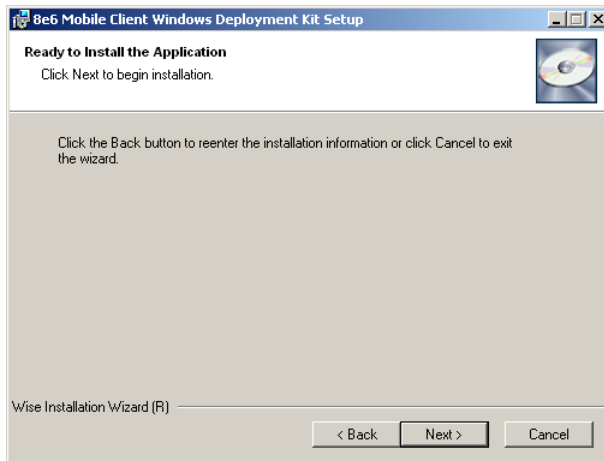 8e6 Mobile Client Windows Deployment Kit Setup
Ready to Install the Application
Click Next to begin installation.
Click the Back button to reenter the installation information or click Cancel to exit
the wizard.
Wise Installation Wizard (R)
< Back Next > Cancel